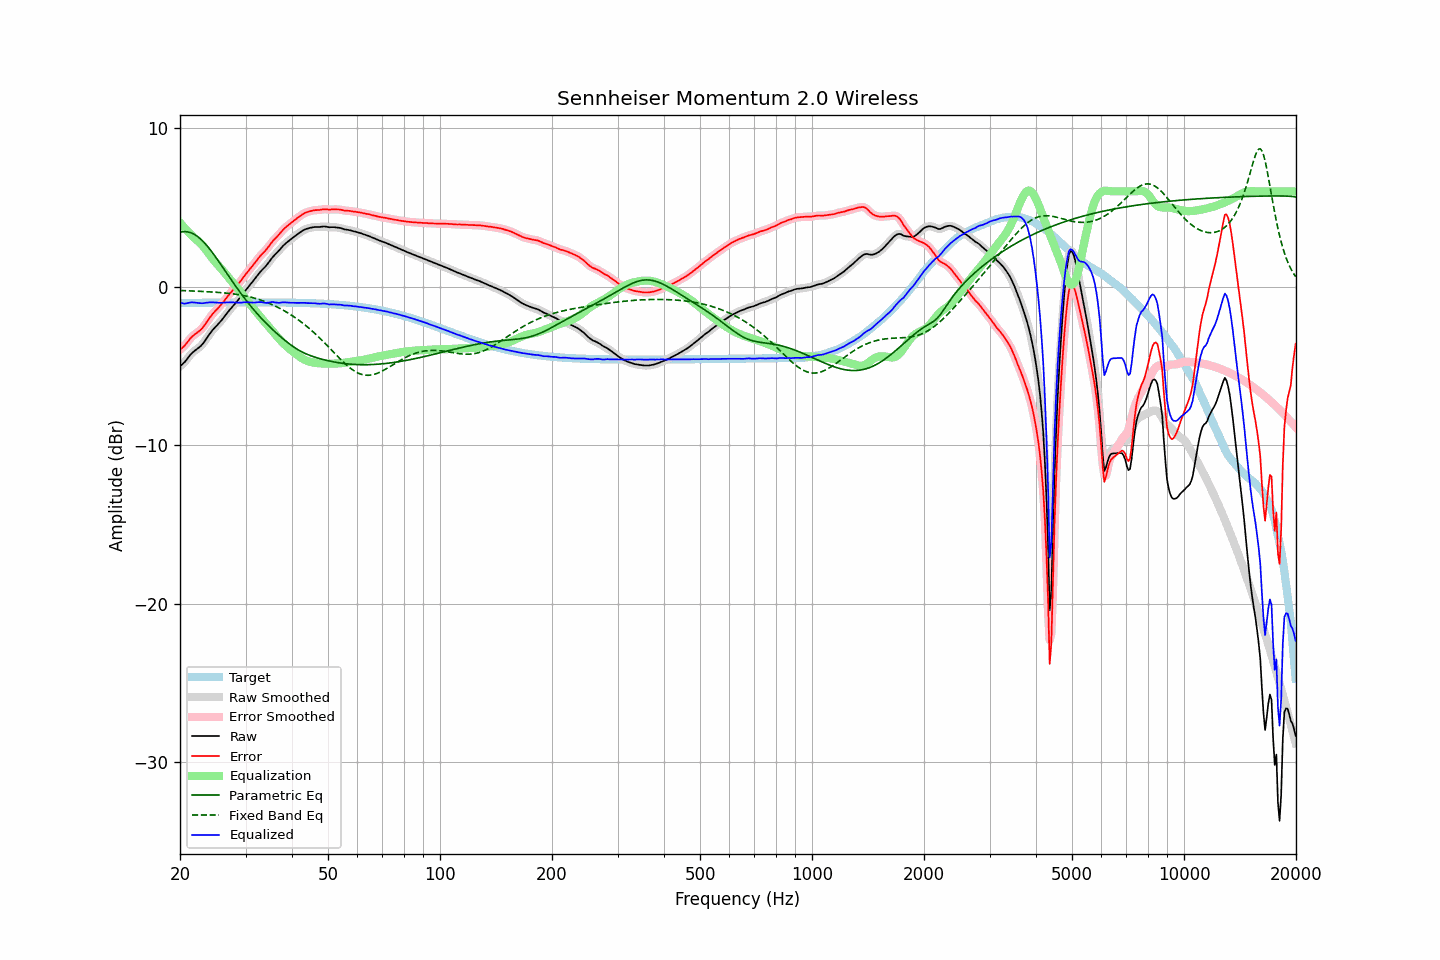 Sennheiser Momentum 2.0 Wireless
10
0
−10
−20
−30
Amplitude (dBr)
Target
Raw Smoothed
Error Smoothed
Raw
Error
Equalization
Parametric Eq
Fixed Band Eq
Equalized
20 50 100 200 500 1000 2000 5000 10000 20000
Frequency (Hz)